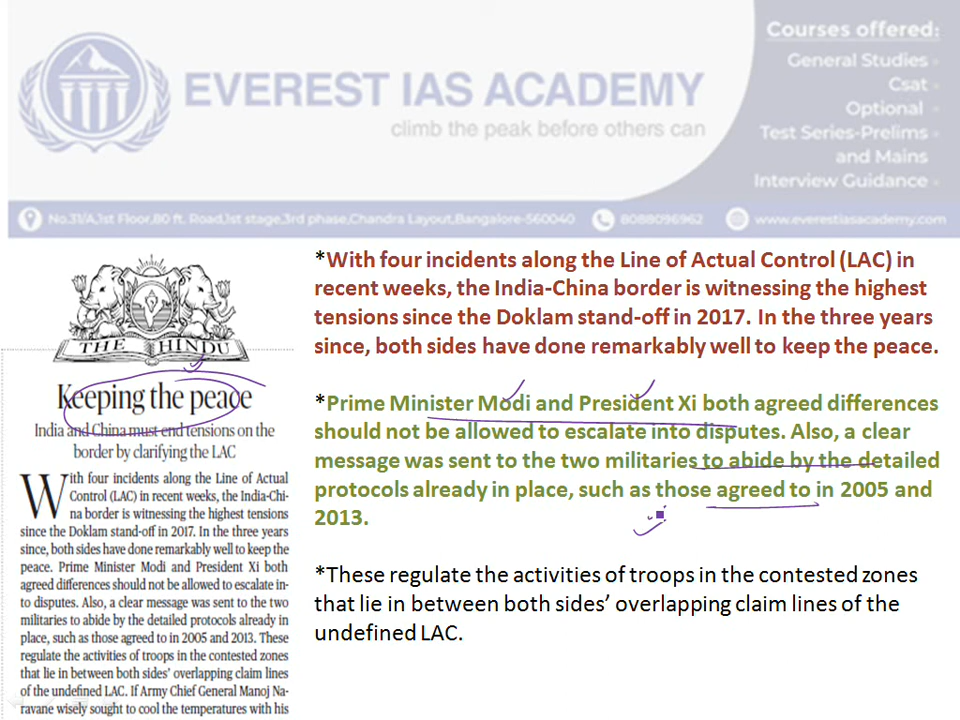 EVEREST IAS ACADEMY
climb the peak before others can
Courses offered:
General Studies
Csat
Optional
Test Series-Prelims
and Mains
Interview Guidance
No.31/A,1st Floor,80 ft. Road,1st stage,3rd phase,Chandra Layout,Bangalore-560040
8088096962
www.everestiasacademy.com
THE HINDU
Keeping the peace
India and China must end tensions on the
border by clarifying the LAC
With four incidents along the Line of Actual
Control (LAC) in recent weeks, the India-Chi-
na border is witnessing the highest tensions
since the Doklam stand-off in 2017. In the three years
since, both sides have done remarkably well to keep the
peace. Prime Minister Modi and President Xi both
agreed differences should not be allowed to escalate in-
to disputes. Also, a clear message was sent to the two
militaries to abide by the detailed protocols already in
place, such as those agreed to in 2005 and 2013. These
regulate the activities of troops in the contested zones
that lie in between both sides’ overlapping claim lines
of the undefined LAC. If Army Chief General Manoj Na-
ravane wisely sought to cool the temperatures with his
*With four incidents along the Line of Actual Control (LAC) in
recent weeks, the India-China border is witnessing the highest
tensions since the Doklam stand-off in 2017. In the three years
since, both sides have done remarkably well to keep the peace.
*Prime Minister Modi and President Xi both agreed differences
should not be allowed to escalate into disputes. Also, a clear
message was sent to the two militaries to abide by the detailed
protocols already in place, such as those agreed to in 2005 and
2013.
*These regulate the activities of troops in the contested zones
that lie in between both sides’ overlapping claim lines of the
undefined LAC.